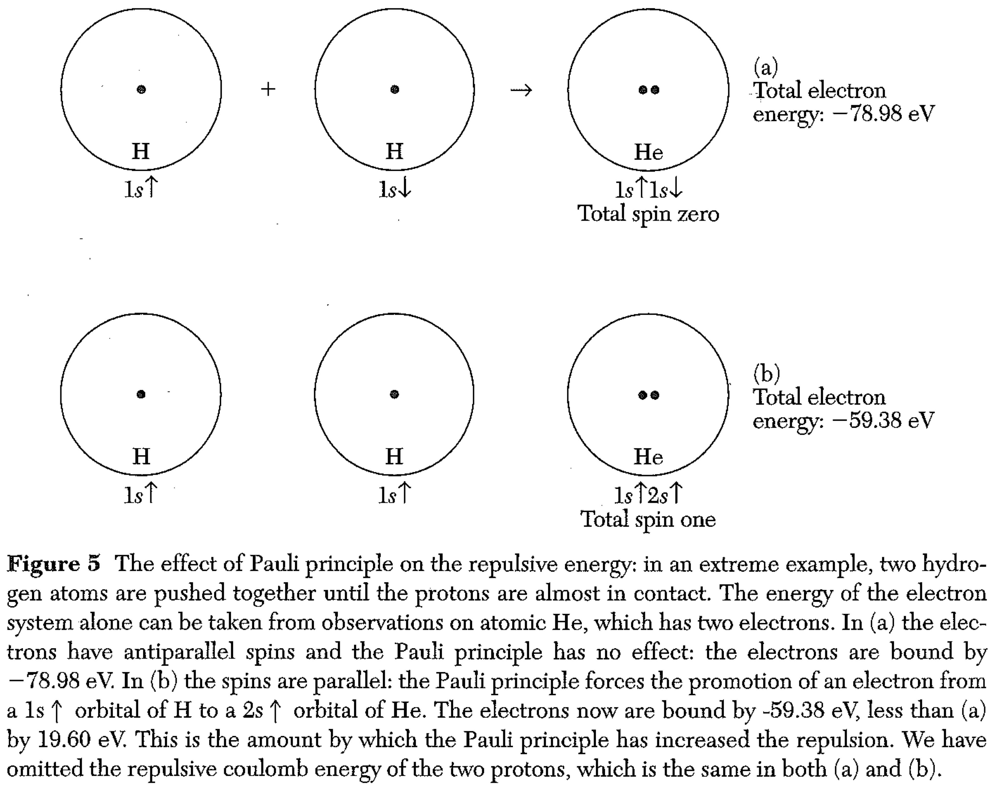 +
→
(a)
Total electron
energy: −78.98 eV
H
H
He
1s↑
1s↓
1s↑1s↓
Total spin zero
(b)
Total electron
energy: −59.38 eV
H
H
He
1s↑
1s↑
1s↑2s↑
Total spin one
Figure 5 The effect of Pauli principle on the repulsive energy: in an extreme example, two hydro-
gen atoms are pushed together until the protons are almost in contact. The energy of the electron
system alone can be taken from observations on atomic He, which has two electrons. In (a) the elec-
trons have antiparallel spins and the Pauli principle has no effect: the electrons are bound by
−78.98 eV. In (b) the spins are parallel: the Pauli principle forces the promotion of an electron from
a 1s ↑ orbital of H to a 2s ↑ orbital of He. The electrons now are bound by -59.38 eV, less than (a)
by 19.60 eV. This is the amount by which the Pauli principle has increased the repulsion. We have
omitted the repulsive coulomb energy of the two protons, which is the same in both (a) and (b).